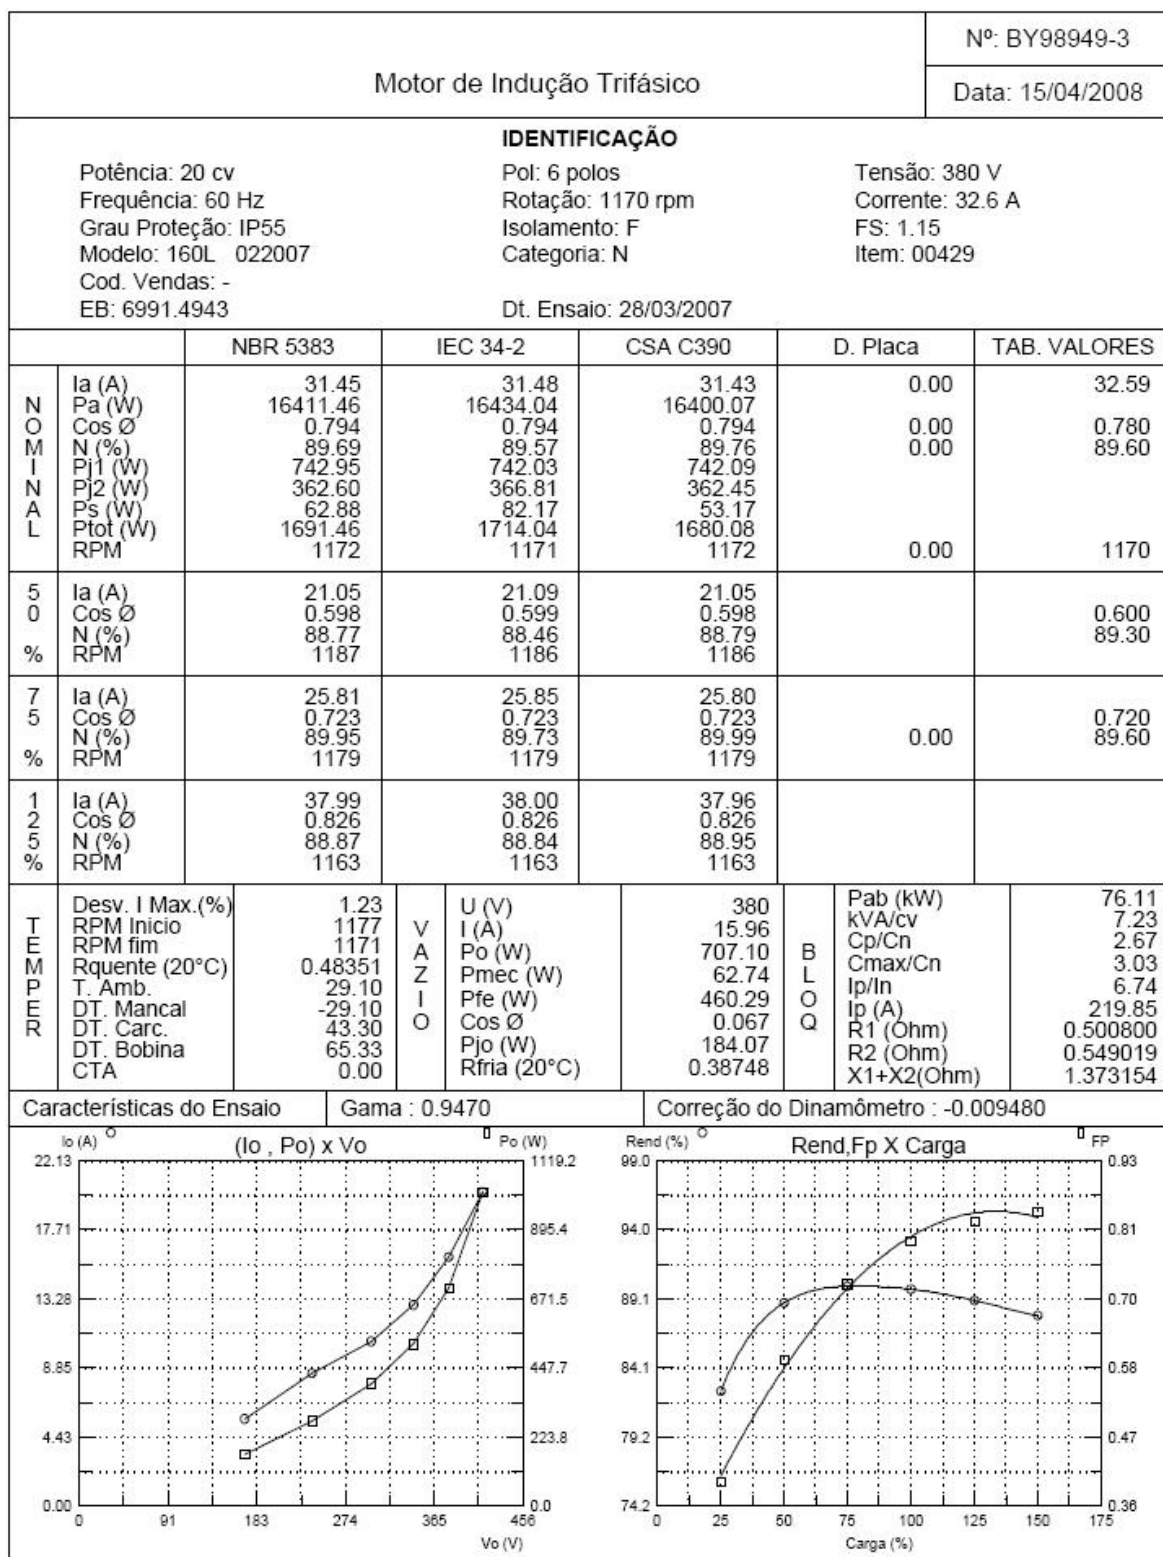 Nº: BY98949-3
Motor de Indução Trifásico
Data: 15/04/2008
IDENTIFICAÇÃO
Potência: 20 cv Pol: 6 polos Tensão: 380 V
Frequência: 60 Hz Rotação: 1170 rpm Corrente: 32.6 A
Grau Proteção: IP55 Isolamento: F FS: 1.15
Modelo: 160L 022007 Categoria: N Item: 00429
Cod. Vendas: -
EB: 6991.4943 Dt. Ensaio: 28/03/2007
NBR 5383 IEC 34-2 CSA C390 D. Placa TAB. VALORES
NOMINAL
Ia (A) 31.45 31.48 31.43 0.00 32.59
Pa (W) 16411.46 16434.04 16400.07
Cos Ø 0.794 0.794 0.794 0.00 0.780
N (%) 89.69 89.57 89.76 0.00 89.60
Pj1 (W) 742.95 742.03 742.09
Pj2 (W) 362.60 366.81 362.45
Ps (W) 62.88 82.17 53.17
Ptot (W) 1691.46 1714.04 1680.08
RPM 1172 1171 1172 0.00 1170
50 %
Ia (A) 21.05 21.09 21.05
Cos Ø 0.598 0.599 0.598 0.600
N (%) 88.77 88.46 88.79 89.30
RPM 1187 1186 1186
75 %
Ia (A) 25.81 25.85 25.80
Cos Ø 0.723 0.723 0.723 0.720
N (%) 89.95 89.73 89.99 0.00 89.60
RPM 1179 1179 1179
125%
Ia (A) 37.99 38.00 37.96
Cos Ø 0.826 0.826 0.826
N (%) 88.87 88.84 88.95
RPM 1163 1163 1163
TEMPER
Desv. I Max.(%) 1.23
RPM Inicio 1177
RPM fim 1171
Rquente (20°C) 0.48351
T. Amb. 29.10
DT. Mancal -29.10
DT. Carc. 43.30
DT. Bobina 65.33
CTA 0.00
VAZIO
U (V) 380
I (A) 15.96
Po (W) 707.10
Pmec (W) 62.74
Pfe (W) 460.29
Cos Ø 0.067
Pjo (W) 184.07
Rfria (20°C) 0.38748
BLOQ
Pab (kW) 76.11
kVA/cv 7.23
Cp/Cn 2.67
Cmax/Cn 3.03
Ip/In 6.74
Ip (A) 219.85
R1 (Ohm) 0.500800
R2 (Ohm) 0.549019
X1+X2(Ohm) 1.373154
Características do Ensaio Gama : 0.9470 Correção do Dinamômetro : -0.009480
Io (A) (Io , Po) x Vo Po (W)
22.13 1119.2
17.71 895.4
13.28 671.5
8.85 447.7
4.43 223.8
0.00 0.0
0 91 183 274 365 456
Vo (V)
Rend (%) Rend,Fp X Carga FP
99.0 0.93
94.0 0.81
89.1 0.70
84.1 0.58
79.2 0.47
74.2 0.36
0 25 50 75 100 125 150 175
Carga (%)